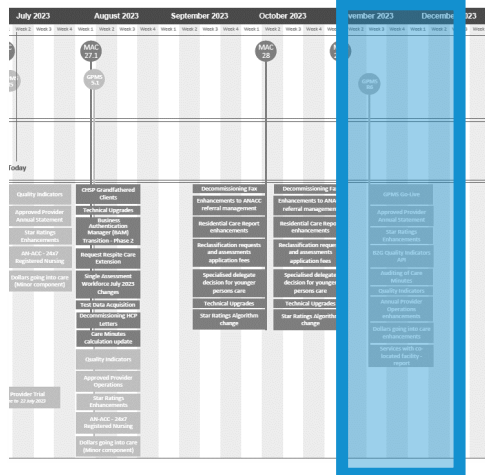 July 2023 August 2023 September 2023 October 2023 vember 2023 Decembe 023
Week 2 Week 3 Week 4 Week 1 Week 2 Week 3 Week 4 Week 1 Week 2 Week 3 Week 4 Week 1 Week 2 Week 3 Week 4 Week 1 Week 2 Week 3 Week 4 Week 1 Week 2 Week 3 Week 4
MAC
27.1
MAC
28
GPMS
Today
Quality Indicators
Approved Provider
Annual Statement
Star Ratings
Enhancements
AN-ACC - 24x7
Registered Nursing
Dollars going into care
(Minor component)
Provider Trial
CHSP Grandfathered
Clients
Technical Upgrades
Business
Authentication
Manager (BAM)
Transition - Phase 2
Request Respite Care
Extension
Single Assessment
Workforce July 2023
Changes
Test Data Acquisition
Decommissioning HCP
Letters
Care Minutes
calculation update
Quality Indicators
Approved Provider
Operations
Star Ratings
Enhancements
AN-ACC - 24x7
Registered Nursing
Dollars going into care
(Minor component)
Decommissioning Fax
Enhancements to ANACC
referral management
Residential Care Report
enhancements
Reclassification requests
and assessments
application fees
Specialised delegate
decision for younger
persons care
Technical Upgrades
Star Ratings Algorithm
change
Decommissioning Fa
Enhancements to ANA
referral managemen
Residential Care Repor
enhancements
Reclassification reque
and assessments
application fees
Specialised delegate
decision for younge
persons care
Technical Upgrades
Star Ratings Algorith
change
GPMS
GPMS Go-Live
Approved Provider
Annual Statement
Star Ratings
Enhancements
B2G Quality Indicators
API
Auditing of Care
Minutes
Quality Indicators
Annual Provider
Operations
enhancements
Dollars going into care
enhancements
Services with co-
located facility -
report